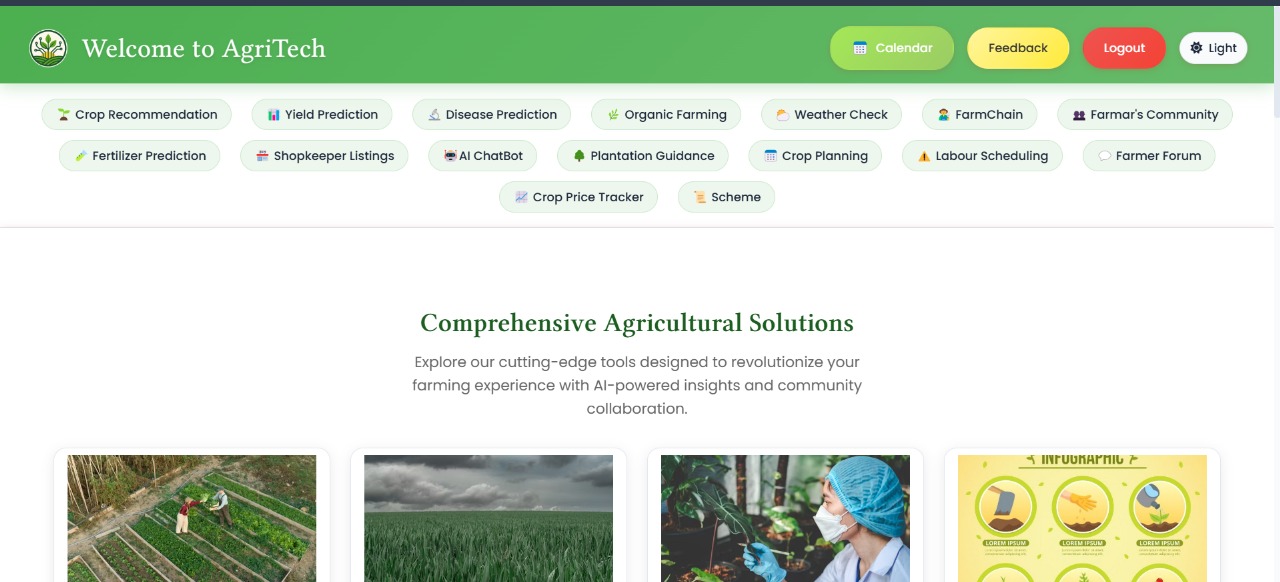 Welcome to AgriTech
Calendar
Feedback
Logout
Light
Crop Recommendation
Yield Prediction
Disease Prediction
Organic Farming
Weather Check
FarmChain
Farmar's Community
Fertilizer Prediction
Shopkeeper Listings
AI ChatBot
Plantation Guidance
Crop Planning
Labour Scheduling
Farmer Forum
Crop Price Tracker
Scheme
Comprehensive Agricultural Solutions
Explore our cutting-edge tools designed to revolutionize your
farming experience with AI-powered insights and community
collaboration.
INFOGRAPHIC
LOREM IPSUM
LOREM IPSUM
LOREM IPSUM